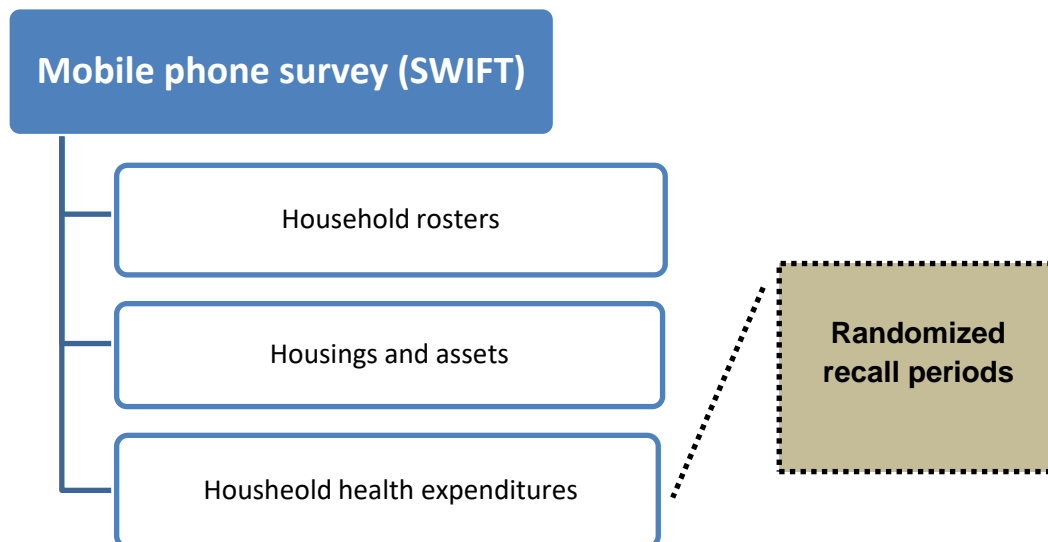 Mobile phone survey (SWIFT)
Household rosters
Housings and assets
Housheold health expenditures
Randomized
recall periods